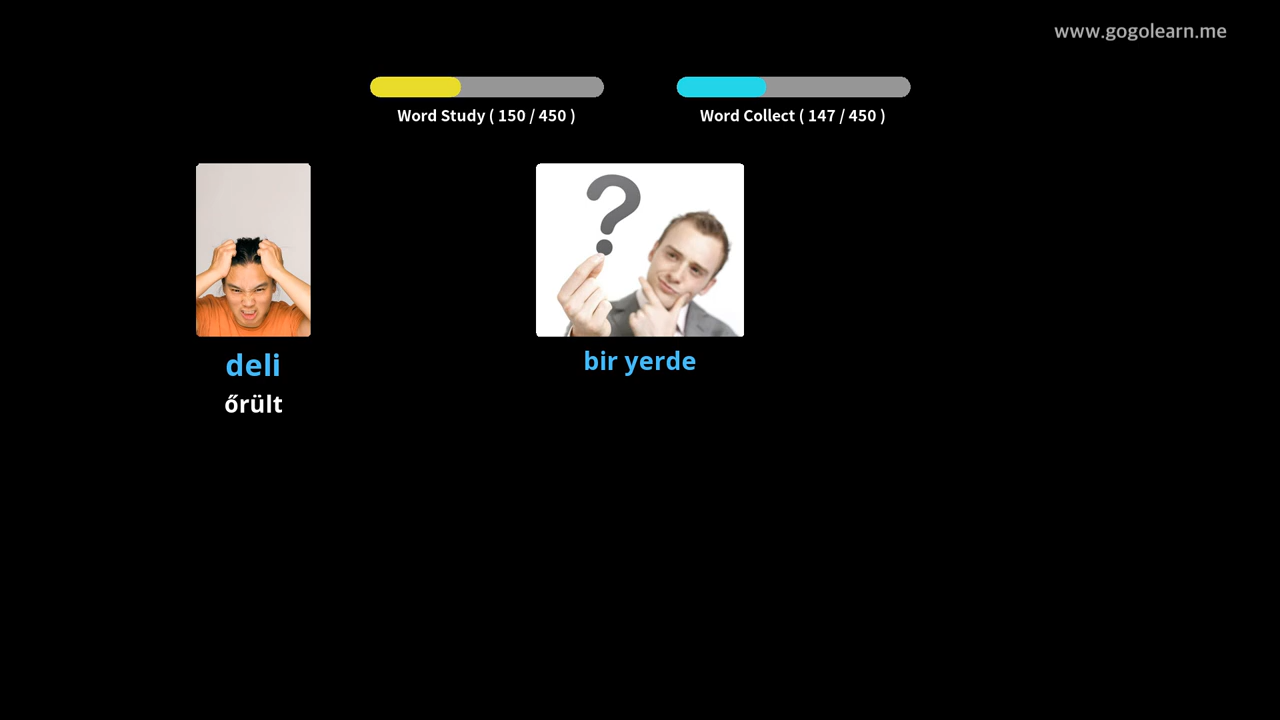 www.gogolearn.me
Word Study ( 150 / 450 )
Word Collect ( 147 / 450 )
deli
őrült
bir yerde